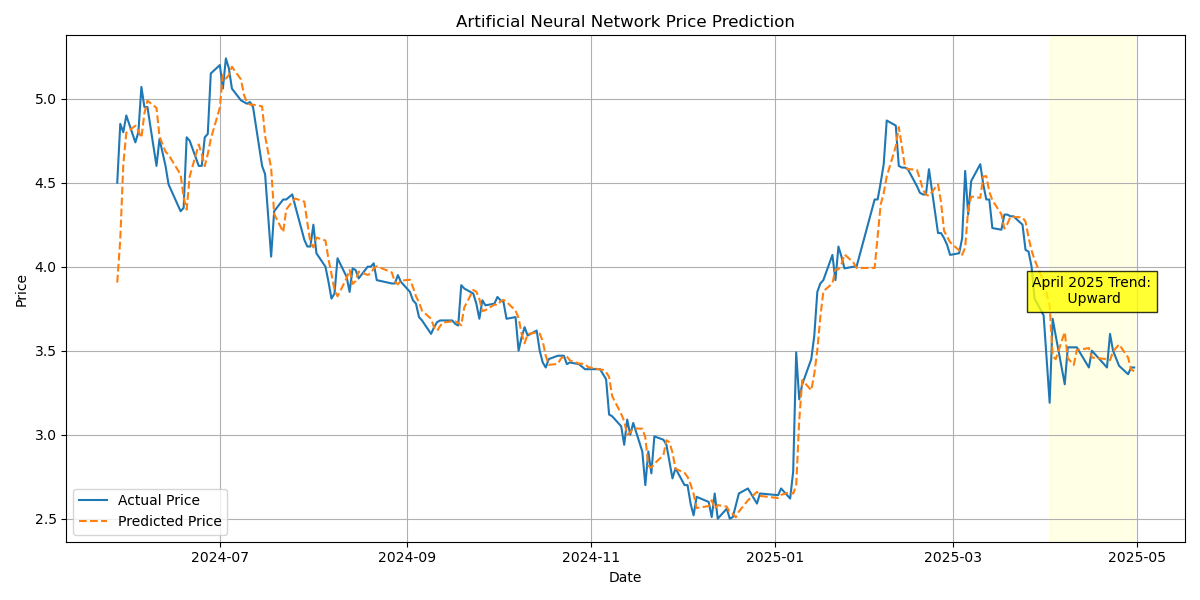 Artificial Neural Network Price Prediction
Price
5.0
4.5
4.0
3.5
3.0
2.5
April 2025 Trend:
Upward
Actual Price
Predicted Price
2024-07
2024-09
2024-11
2025-01
2025-03
2025-05
Date